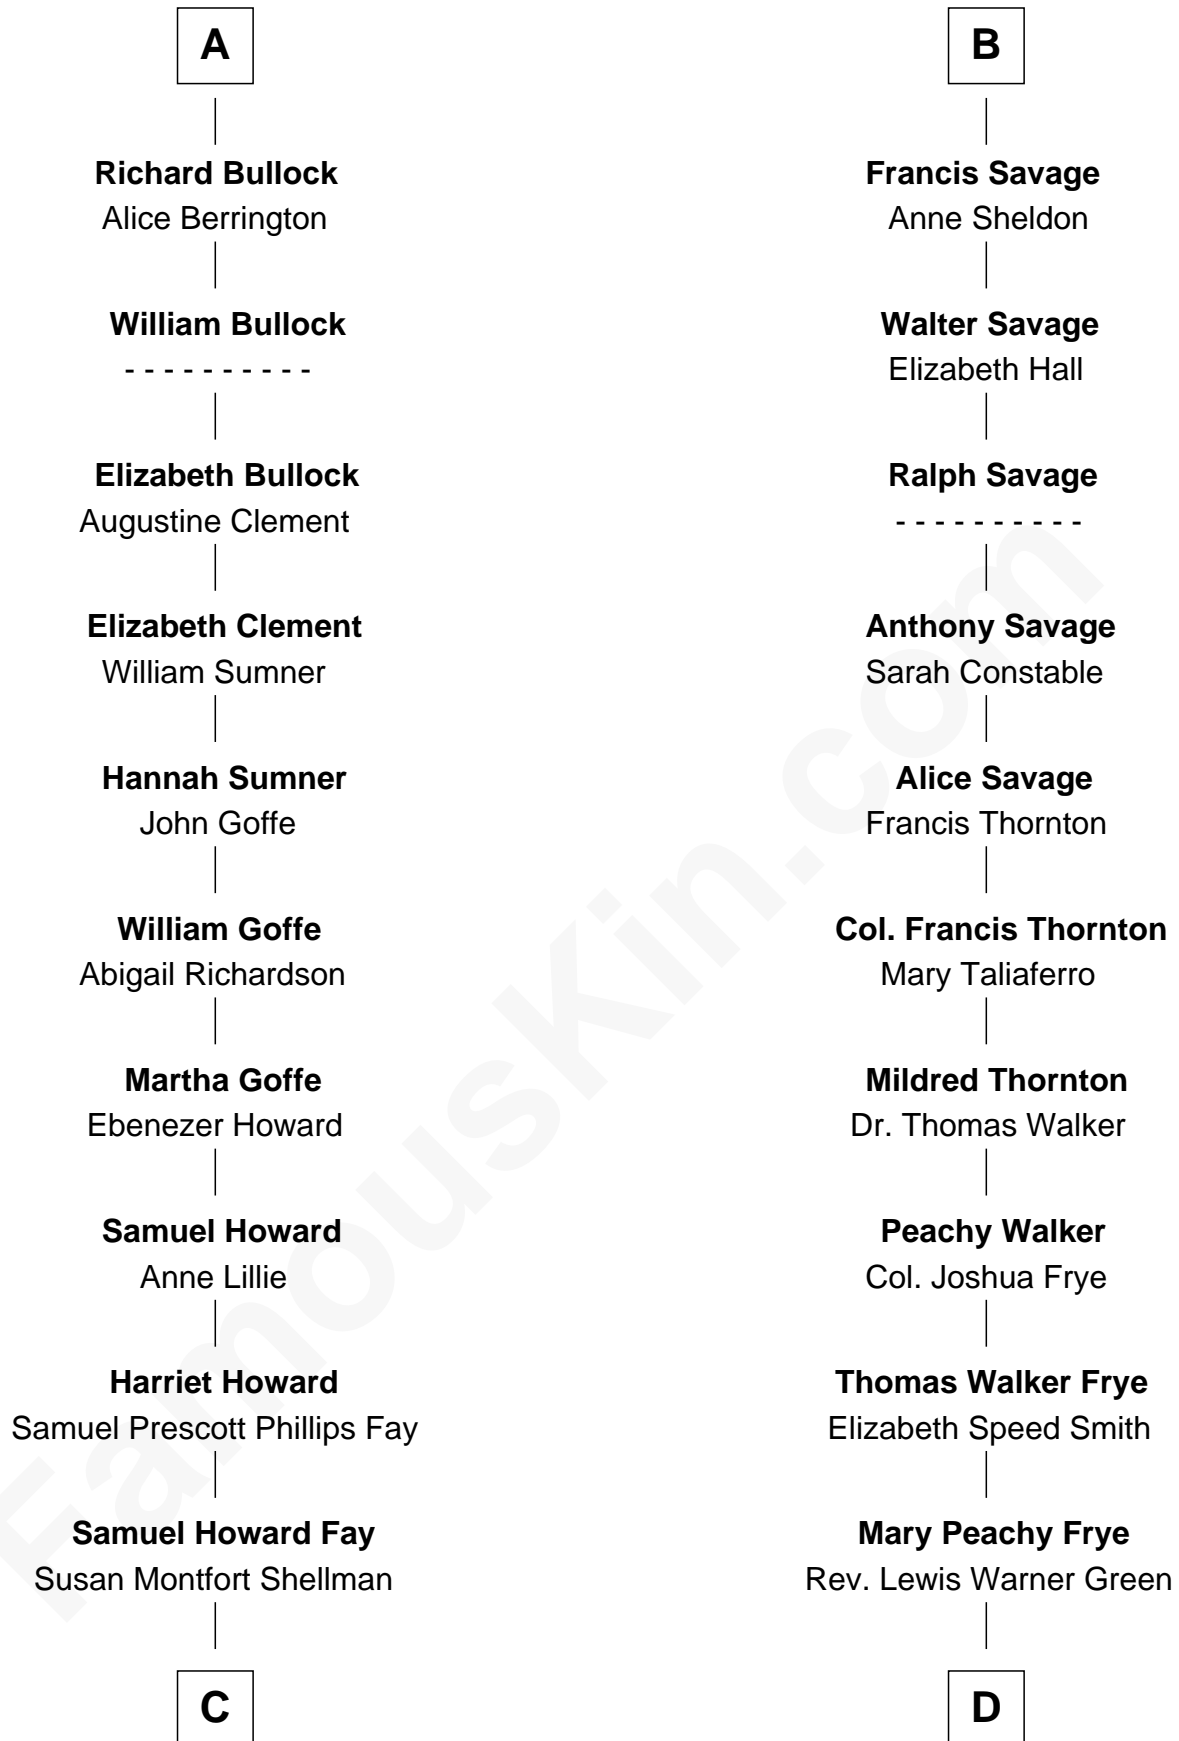 A
Richard Bullock
Alice Berrington
William Bullock
- - - - - - - - - -
Elizabeth Bullock
Augustine Clement
Elizabeth Clement
William Sumner
Hannah Sumner
John Goffe
William Goffe
Abigail Richardson
Martha Goffe
Ebenezer Howard
Samuel Howard
Anne Lillie
Harriet Howard
Samuel Prescott Phillips Fay
Samuel Howard Fay
Susan Montfort Shellman
C
B
Francis Savage
Anne Sheldon
Walter Savage
Elizabeth Hall
Ralph Savage
- - - - - - - - - -
Anthony Savage
Sarah Constable
Alice Savage
Francis Thornton
Col. Francis Thornton
Mary Taliaferro
Mildred Thornton
Dr. Thomas Walker
Peachy Walker
Col. Joshua Frye
Thomas Walker Frye
Elizabeth Speed Smith
Mary Peachy Frye
Rev. Lewis Warner Green
D
FamousKin.com